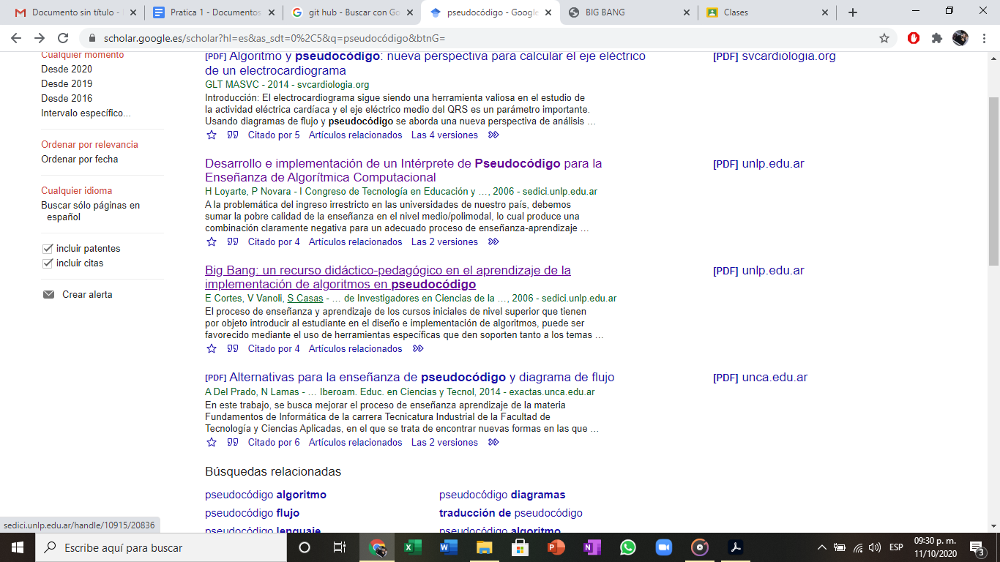 Documento sin título -
Pratica 1 - Documentos
git hub - Buscar con Go
pseudocódigo - Google
BIG BANG
Clases
scholar.google.es/scholar?hl=es&as_sdt=0%2C5&q=pseudocódigo&btnG=
Cualquier momento
Desde 2020
Desde 2019
Desde 2016
Intervalo específico...
Ordenar por relevancia
Ordenar por fecha
Cualquier idioma
Buscar sólo páginas en
español
incluir patentes
incluir citas
Crear alerta
[PDF] Algoritmo y pseudocódigo: nueva perspectiva para calcular el eje eléctrico
de un electrocardiograma
GLT MASVC - 2014 - svcardiologia.org
Introducción: El electrocardiograma sigue siendo una herramienta valiosa en el estudio de
la actividad eléctrica cardíaca y el eje eléctrico medio del QRS es un parámetro importante.
Usando diagramas de flujo y pseudocódigo se aborda una nueva perspectiva de análisis …
Citado por 5 Artículos relacionados Las 4 versiones
[PDF] svcardiologia.org
Desarrollo e implementación de un Intérprete de Pseudocódigo para la
Enseñanza de Algorítmica Computacional
H Loyarte, P Novara - I Congreso de Tecnología en Educación y …, 2006 - sedici.unlp.edu.ar
A la problemática del ingreso irrestricto en las universidades de nuestro país, debemos
sumar la pobre calidad de la enseñanza en el nivel medio/polimodal, lo cual produce una
combinación claramente negativa para un adecuado proceso de enseñanza-aprendizaje …
Citado por 4 Artículos relacionados Las 2 versiones
[PDF] unlp.edu.ar
Big Bang: un recurso didáctico-pedagógico en el aprendizaje de la
implementación de algoritmos en pseudocódigo
E Cortes, V Vanoli, S Casas - … de Investigadores en Ciencias de la …, 2006 - sedici.unlp.edu.ar
El proceso de enseñanza y aprendizaje de los cursos iniciales de nivel superior que tienen
por objeto introducir al estudiante en el diseño e implementación de algoritmos, puede ser
favorecido mediante el uso de herramientas específicas que den soporten tanto a los temas …
Citado por 4 Artículos relacionados
[PDF] unlp.edu.ar
[PDF] Alternativas para la enseñanza de pseudocódigo y diagrama de flujo
A Del Prado, N Lamas - … Iberoam. Educ. en Ciencias y Tecnol, 2014 - exactas.unca.edu.ar
En este trabajo, se busca mejorar el proceso de enseñanza aprendizaje de la materia
Fundamentos de Informática de la carrera Tecnicatura Industrial de la Facultad de
Tecnología y Ciencias Aplicadas, en el que se trata de encontrar nuevas formas en las que …
Citado por 6 Artículos relacionados Las 2 versiones
[PDF] unca.edu.ar
Búsquedas relacionadas
pseudocódigo algoritmo
pseudocódigo diagramas
pseudocódigo flujo
traducción de pseudocódigo
pseudocódigo lenguaje
pseudocódigo algoritmo
sedici.unlp.edu.ar/handle/10915/20836
Escribe aquí para buscar
ESP
09:30 p. m.
11/10/2020
3